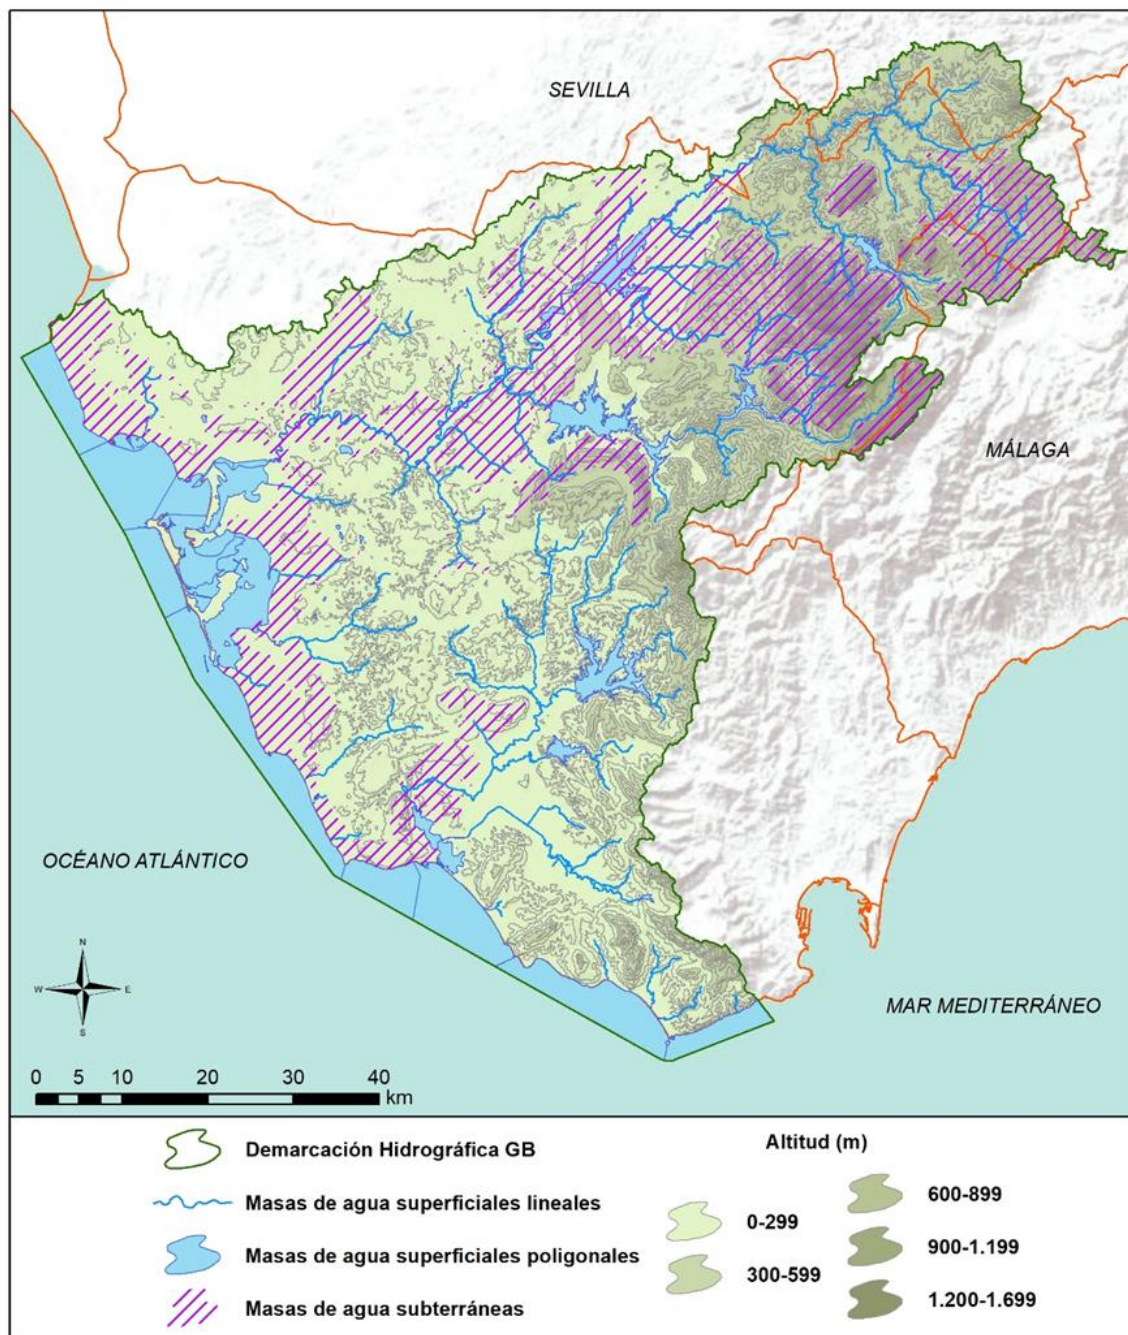 SEVILLA
MÁLAGA
OCÉANO ATLÁNTICO
N
W E
S
MAR MEDITERRÁNEO
0 5 10 20 30 40
km
Demarcación Hidrográfica GB
Masas de agua superficiales lineales
Masas de agua superficiales poligonales
Masas de agua subterráneas
Altitud (m)
0-299
300-599
600-899
900-1.199
1.200-1.699